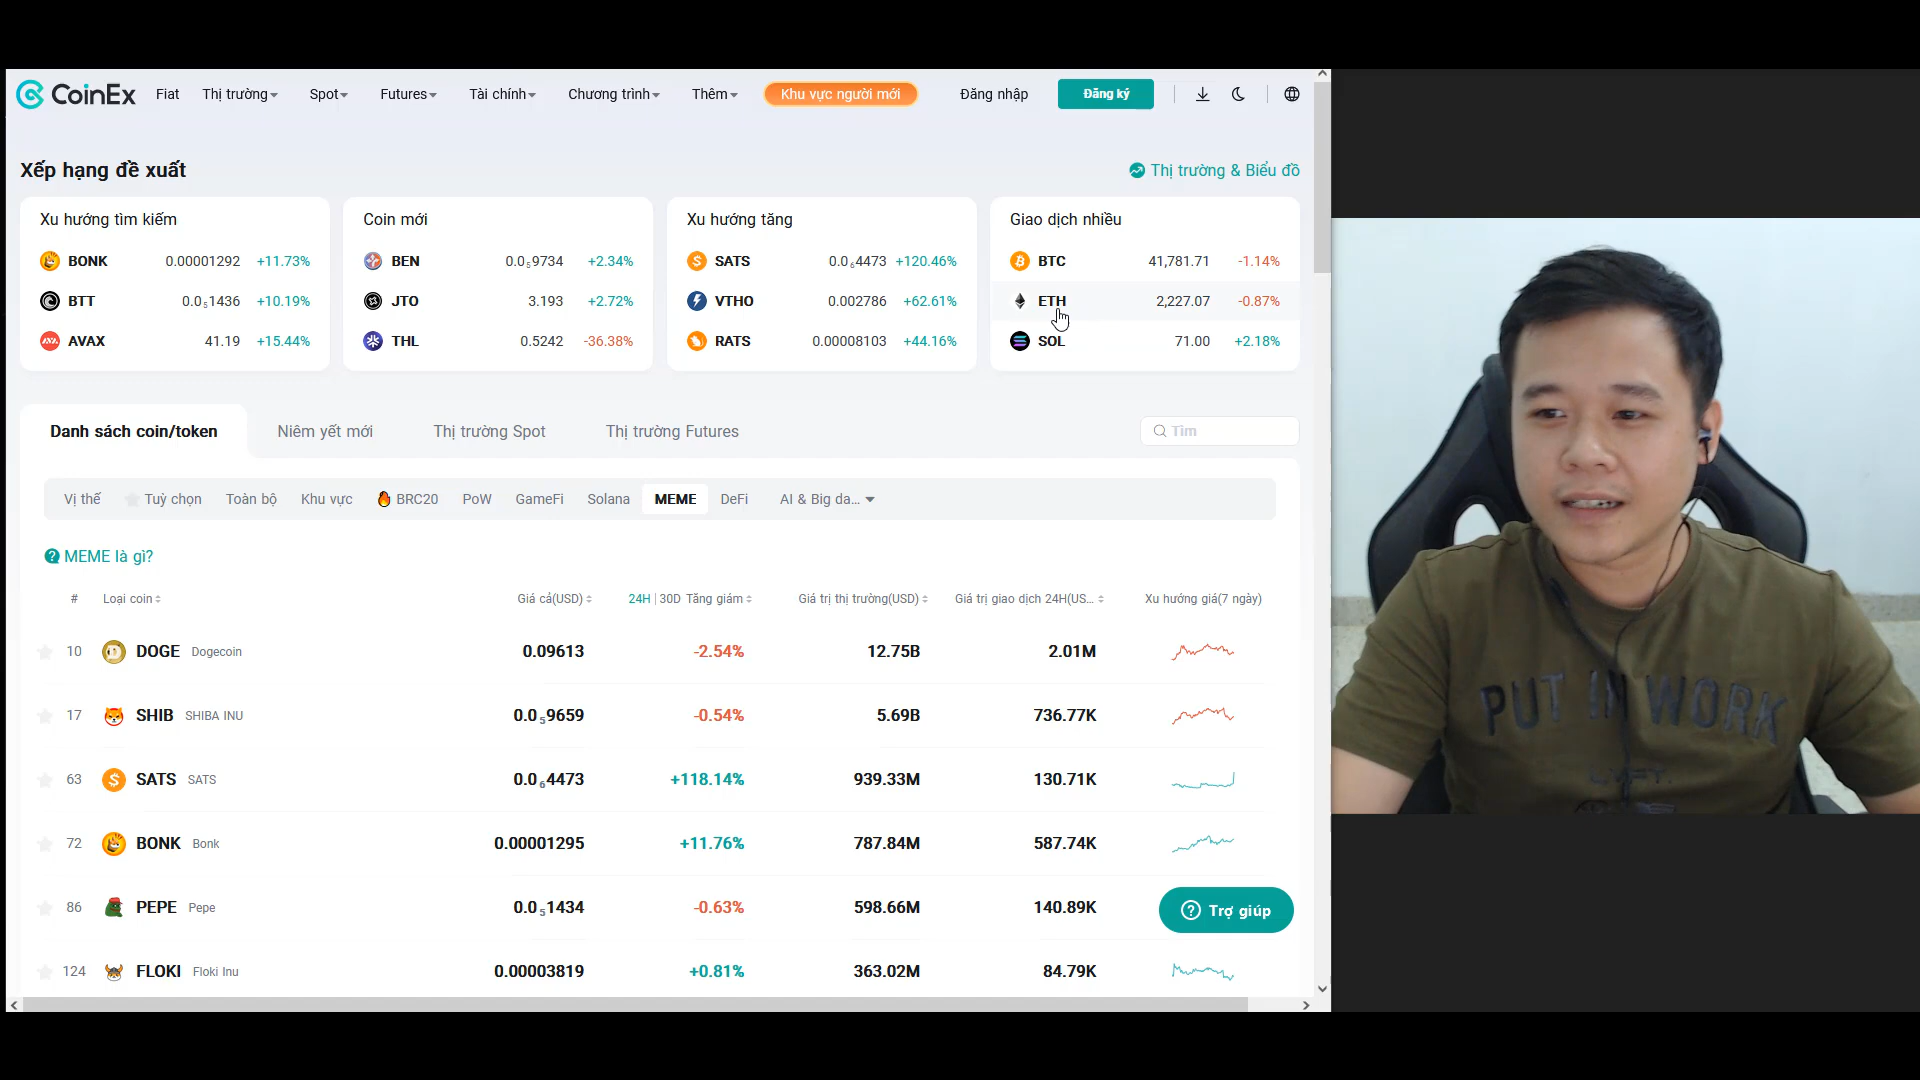 CoinEx Fiat Thị trường Spot Futures Tài chính Chương trình Thêm Khu vực người mới Đăng nhập Đăng ký
Xếp hạng đề xuất Thị trường & Biểu đồ
Xu hướng tìm kiếm Coin mới Xu hướng tăng Giao dịch nhiều
BONK 0.00001292 +11.73% BEN 0.0₅9734 +2.34% SATS 0.0₆4473 +120.46% BTC 41,781.71 -1.14%
BTT 0.0₅1436 +10.19% JTO 3.193 +2.72% VTHO 0.002786 +62.61% ETH 2,227.07 -0.87%
AVAX 41.19 +15.44% THL 0.5242 -36.38% RATS 0.00008103 +44.16% SOL 71.00 +2.18%
Danh sách coin/token Niêm yết mới Thị trường Spot Thị trường Futures Tìm
Vị thế Tuỳ chọn Toàn bộ Khu vực BRC20 PoW GameFi Solana MEME DeFi AI & Big da...
MEME là gì?
# Loại coin Giá cả(USD) 24H | 30D Tăng giảm Giá trị thị trường(USD) Giá trị giao dịch 24H(US... Xu hướng giá(7 ngày)
10 DOGE Dogecoin 0.09613 -2.54% 12.75B 2.01M
17 SHIB SHIBA INU 0.0₅9659 -0.54% 5.69B 736.77K
63 SATS SATS 0.0₆4473 +118.14% 939.33M 130.71K
72 BONK Bonk 0.00001295 +11.76% 787.84M 587.74K
86 PEPE Pepe 0.0₅1434 -0.63% 598.66M 140.89K
Trợ giúp
124 FLOKI Floki Inu 0.00003819 +0.81% 363.02M 84.79K
PUT IN WORK